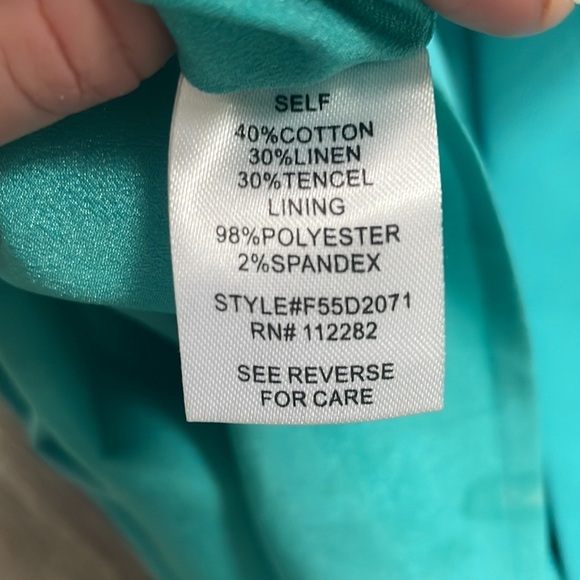 SELF
40%COTTON
30%LINEN
30%TENCEL
LINING
98%POLYESTER
2%SPANDEX
STYLE#F55D2071
RN# 112282
SEE REVERSE
FOR CARE